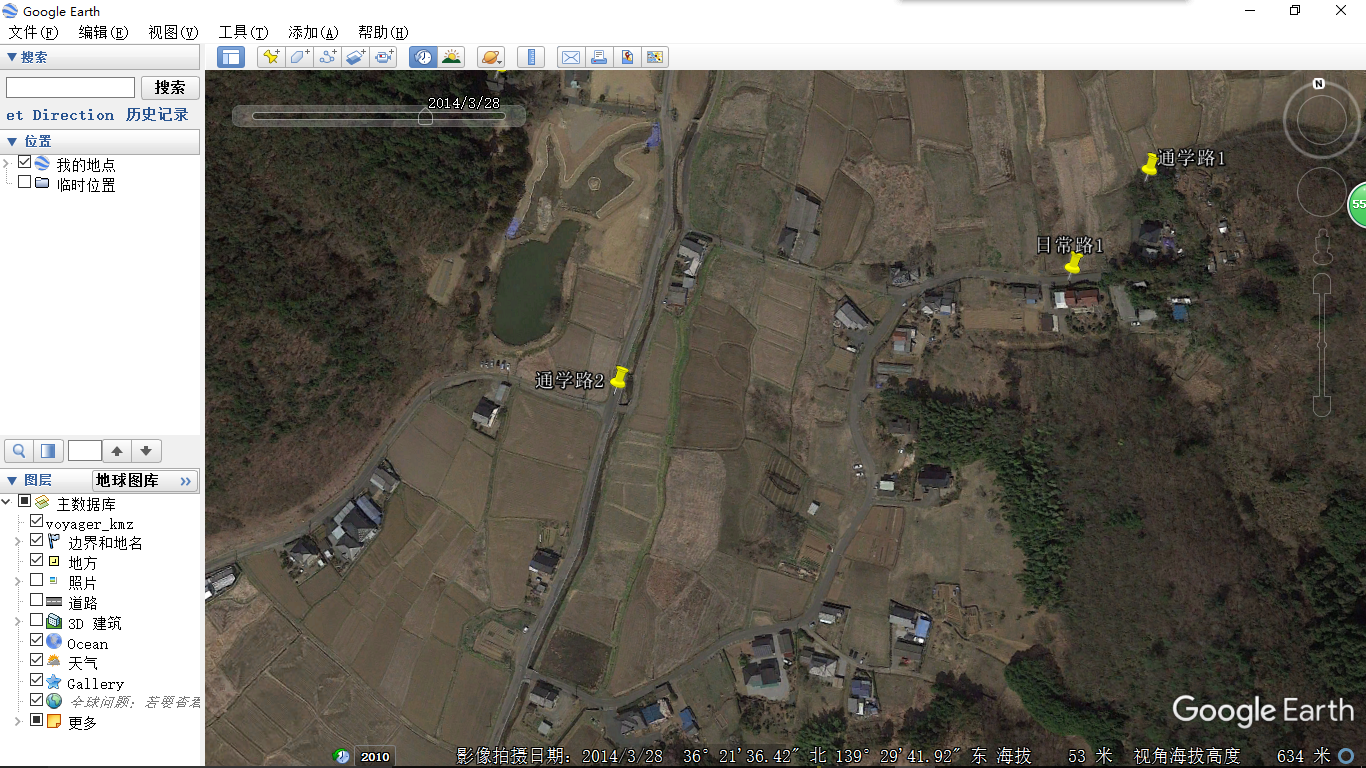 Google Earth
文件(F) 编辑(E) 视图(V) 工具(T) 添加(A) 帮助(H)
搜索
搜索
et Direction 历史记录
位置
我的地点
临时位置
图层
地球图库 »
主数据库
voyager_kmz
边界和地名
地方
照片
道路
3D 建筑
Ocean
天气
Gallery
更多
2014/3/28
N
通学路1
55
日常路1
通学路2
Google Earth
2010
影像拍摄日期: 2014/3/28 36° 21'36.42" 北 139° 29'41.92" 东 海拔 53 米 视角海拔高度 634 米